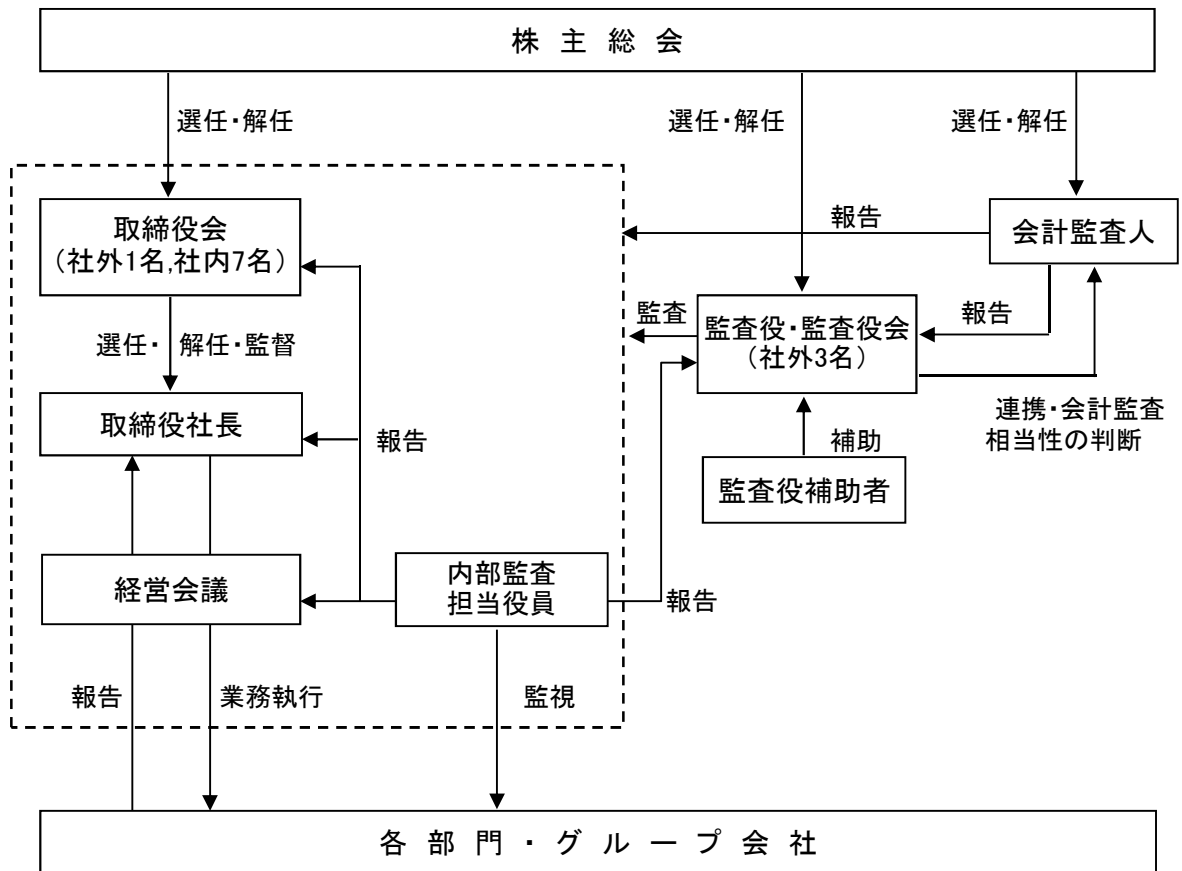 株 主 総 会
選任・解任
選任・解任
選任・解任
取締役会
(社外1名,社内7名)
報告
会計監査人
監査
監査役・監査役会
(社外3名)
報告
選任・ 解任・監督
取締役社長
報告
連携・会計監査
相当性の判断
補助
監査役補助者
経営会議
内部監査
担当役員
報告
報告
業務執行
監視
各 部 門 ・ グ ル ー プ 会 社